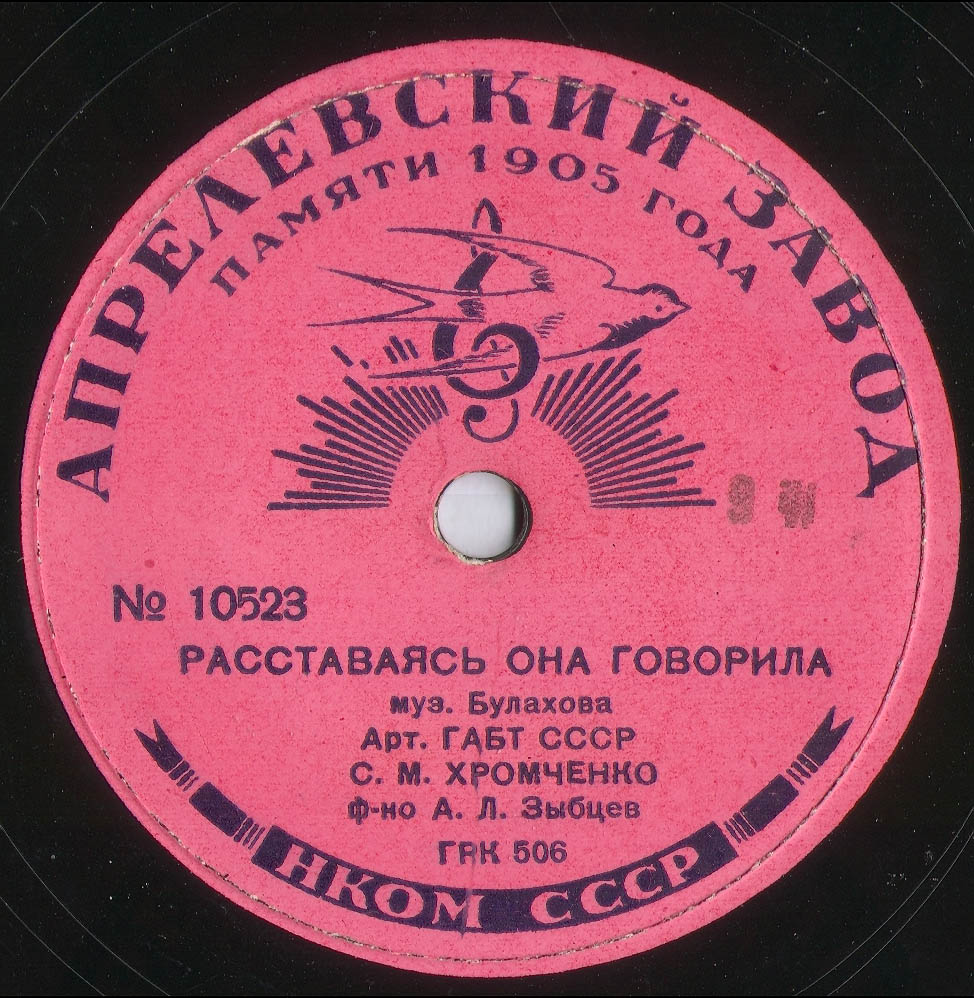 АПРЕЛЕВСКИЙ ЗАВОД
ПАМЯТИ 1905 ГОДА
№ 10523
РАССТАВАЯСЬ ОНА ГОВОРИЛА
муз. Булахова
Арт. ГАБТ СССР
С. М. ХРОМЧЕНКО
ф-но А. Л. Зыбцев
ГРК 506
НКОМ СССР